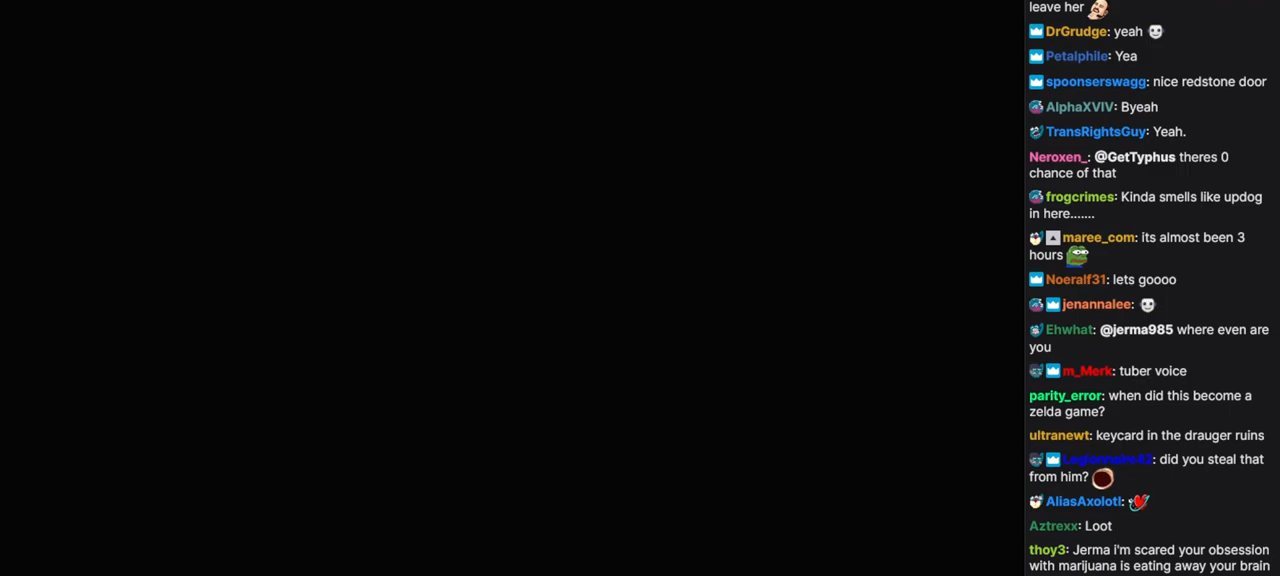 leave her
DrGrudge: yeah
Petalphile: Yea
spoonserswagg: nice redstone door
AlphaXVIV: Byeah
TransRightsGuy: Yeah.
Neroxen_: @GetTyphus theres 0
chance of that
frogcrimes: Kinda smells like updog
in here.......
maree_com: its almost been 3
hours
Noeralf31: lets goooo
jenannalee:
Ehwhat: @jerma985 where even are
you
m_Merk: tuber voice
parity_error: when did this become a
zelda game?
ultranewt: keycard in the drauger ruins
Legionnaire42: did you steal that
from him?
AliasAxolotl:
Aztrexx: Loot
thoy3: Jerma i'm scared your obsession
with marijuana is eating away your brain